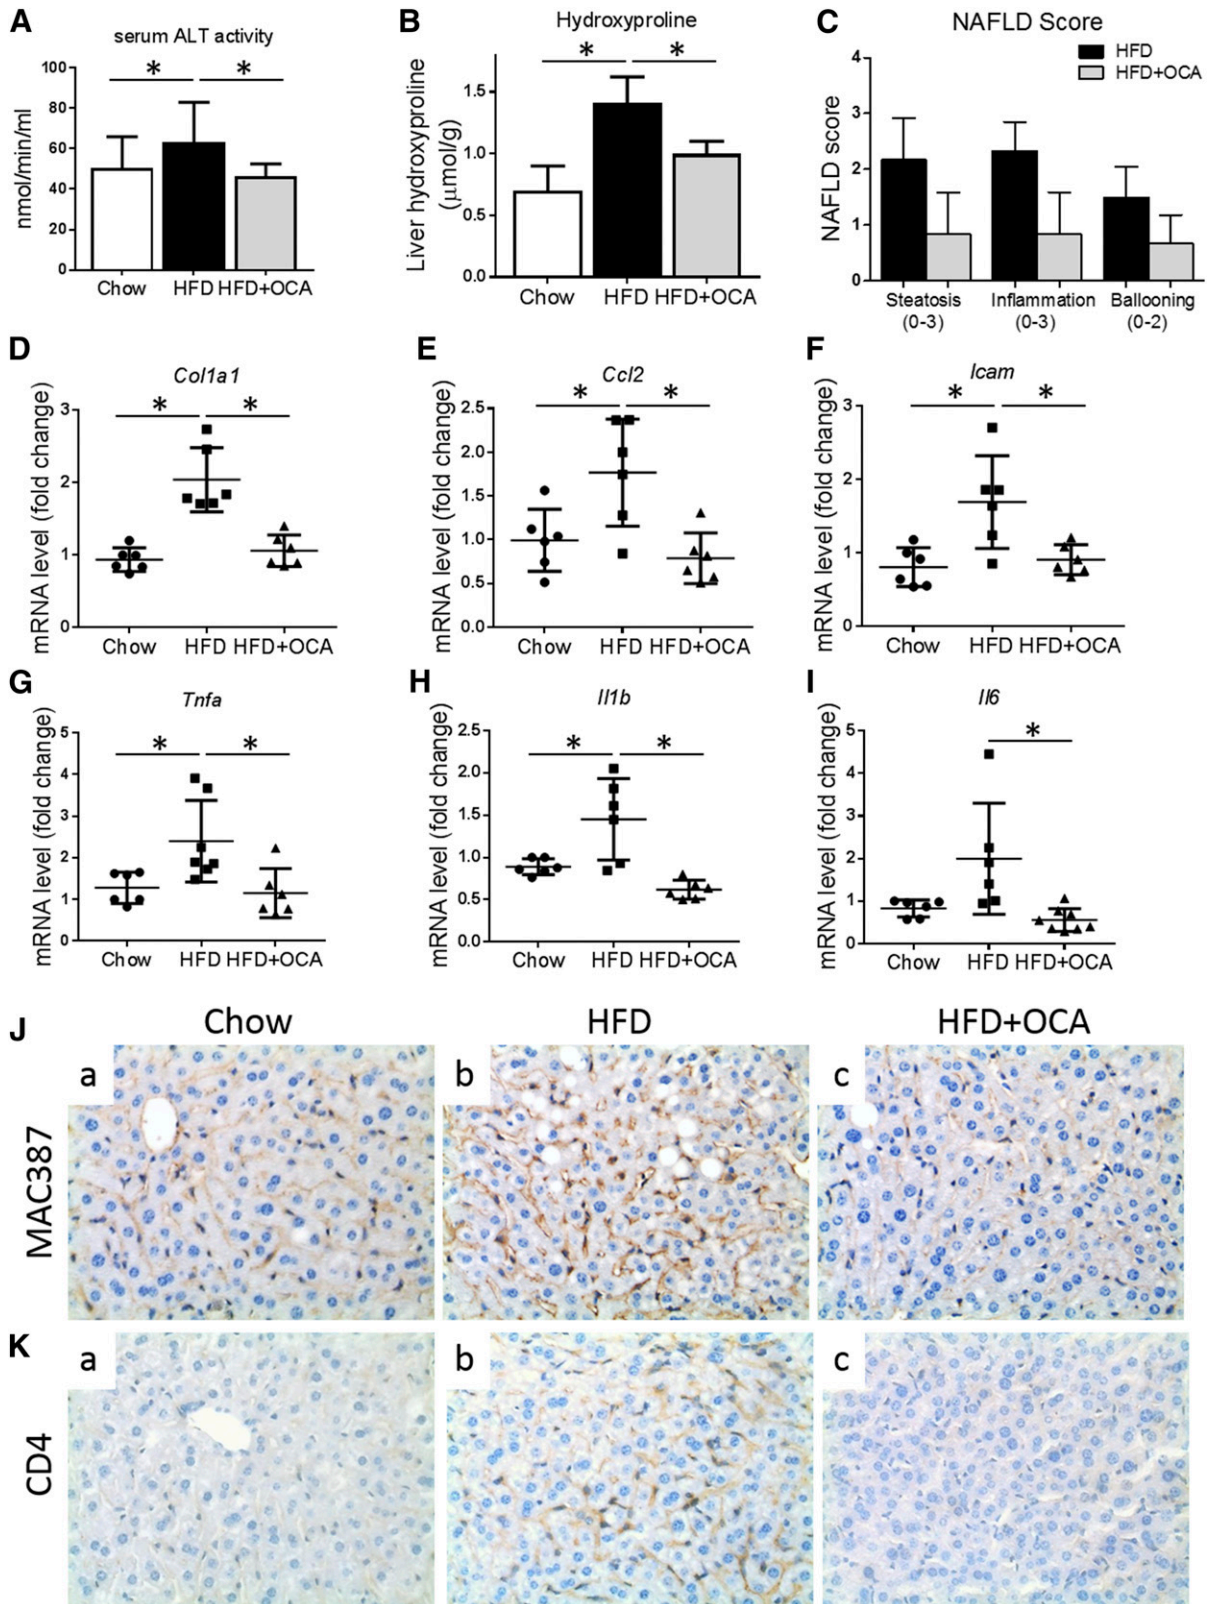 A
serum ALT activity
* *
nmol/min/ml
100
80
60
40
20
0
Chow HFD HFD+OCA
B
Hydroxyproline
* *
Liver hydroxyproline
(µmol/g)
1.5
1.0
0.5
0.0
Chow HFD HFD+OCA
C
NAFLD Score
HFD
HFD+OCA
NAFLD score
4
3
2
1
0
Steatosis Inflammation Ballooning
(0-3) (0-3) (0-2)
D
Col1a1
* *
mRNA level (fold change)
3
2
1
0
Chow HFD HFD+OCA
E
Ccl2
* *
mRNA level (fold change)
2.5
2.0
1.5
1.0
0.5
0.0
Chow HFD HFD+OCA
F
Icam
* *
mRNA level (fold change)
3
2
1
0
Chow HFD HFD+OCA
G
Tnfa
* *
mRNA level (fold change)
5
4
3
2
1
0
Chow HFD HFD+OCA
H
Il1b
* *
mRNA level (fold change)
2.5
2.0
1.5
1.0
0.5
0.0
Chow HFD HFD+OCA
I
Il6
*
mRNA level (fold change)
5
4
3
2
1
0
Chow HFD HFD+OCA
J
Chow HFD HFD+OCA
MAC387
a b c
K
CD4
a b c